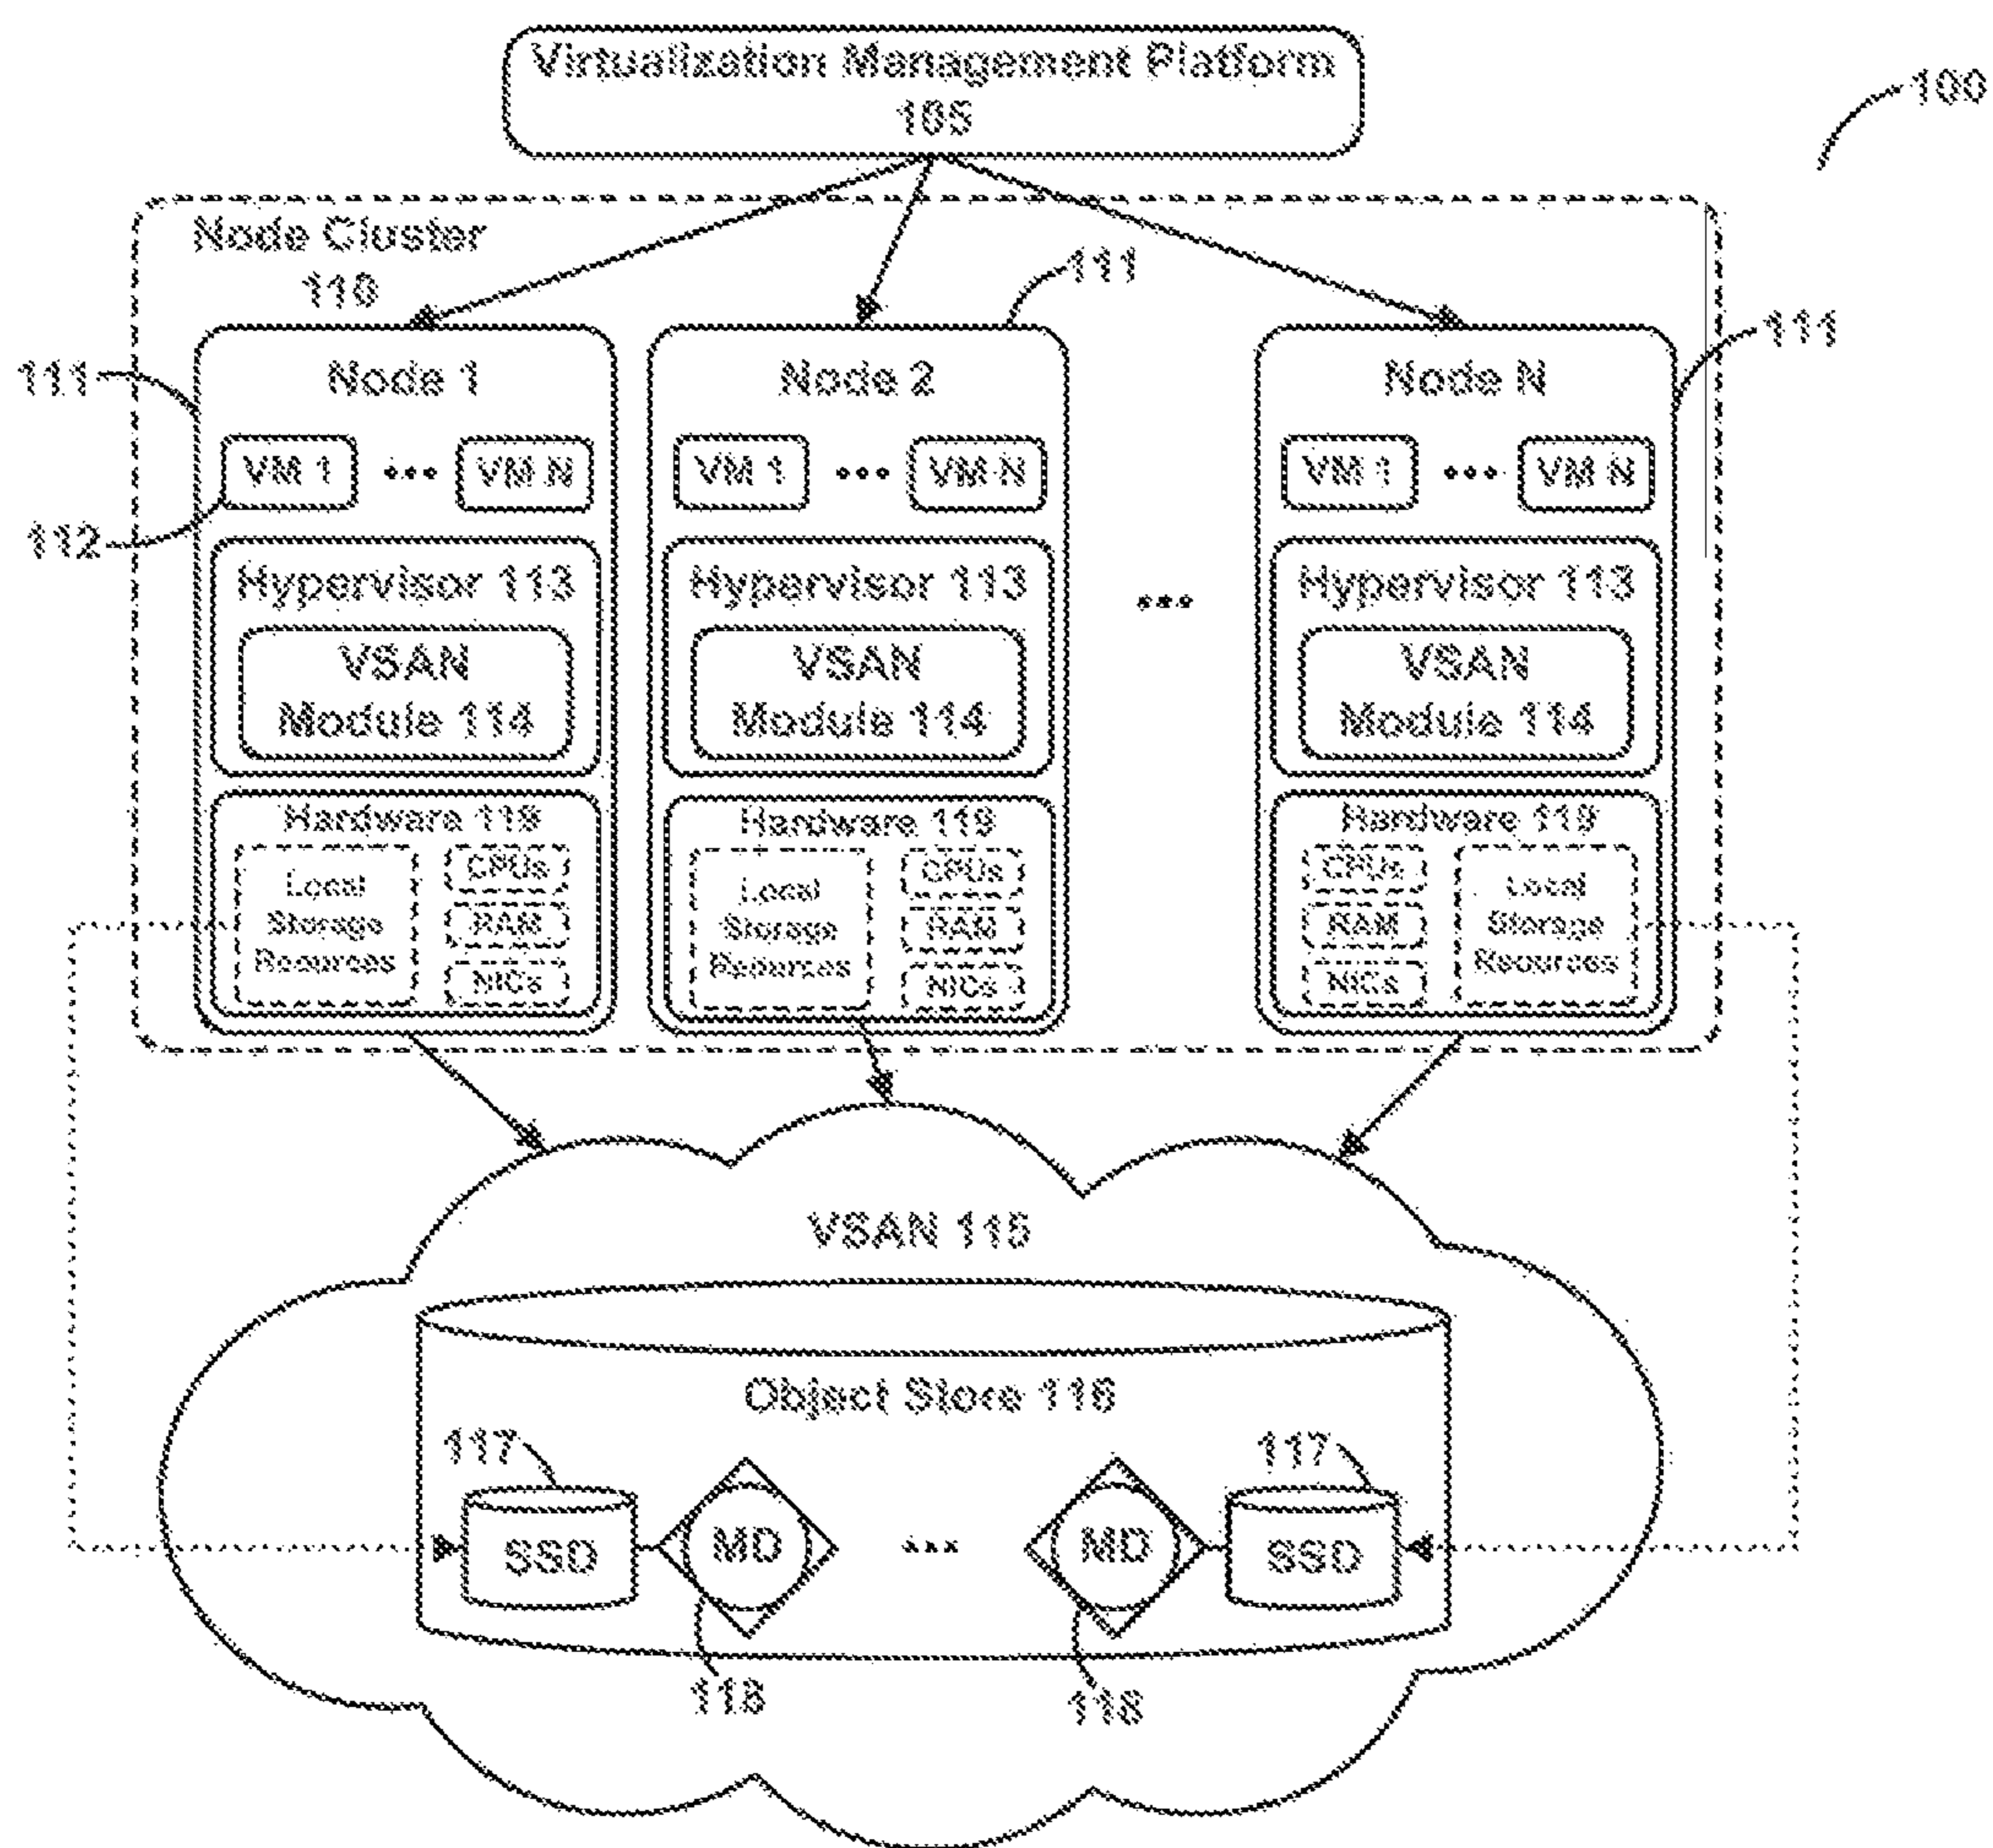 Virtualization Management Platform
105
100
Node Cluster
110
111
111
111
Node 1
VM 1 ... VM N
112
Hypervisor 113
VSAN
Module 114
Hardware 119
Local
Storage
Recources
CPUs
RAM
NICs
Node 2
VM 1 ... VM N
Hypervisor 113
VSAN
Module 114
Hardware 119
Local
Storage
Recources
CPUs
RAM
NICs
...
Node N
VM 1 ... VM N
Hypervisor 113
VSAN
Module 114
Hardware 119
CPUs
RAM
NICs
Local
Storage
Recources
VSAN 115
Object Store 116
117
117
SSD
MD
...
MD
SSD
118
118